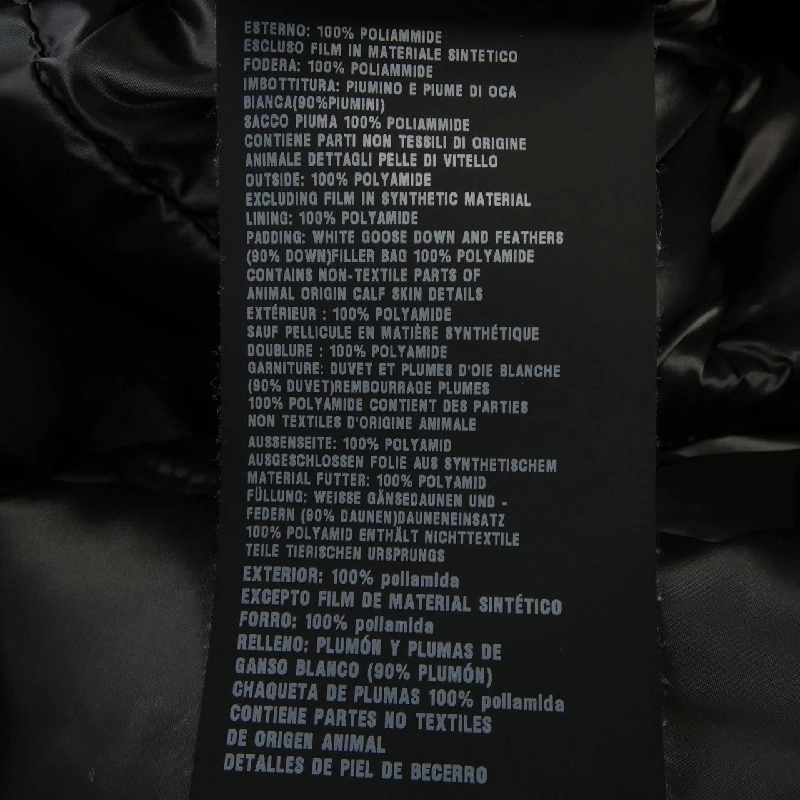 ESTERNO: 100% POLIAMMIDE
ESCLUSO FILM IN MATERIALE SINTETICO
FODERA: 100% POLIAMMIDE
IMBOTTITURA: PIUMINO E PIUME DI OCA
BIANCA(90%PIUMINI)
SACCO PIUMA 100% POLIAMMIDE
CONTIENE PARTI NON TESSILI DI ORIGINE
ANIMALE DETTAGLI PELLE DI VITELLO
OUTSIDE: 100% POLYAMIDE
EXCLUDING FILM IN SYNTHETIC MATERIAL
LINING: 100% POLYAMIDE
PADDING: WHITE GOOSE DOWN AND FEATHERS
(90% DOWN)FILLER BAG 100% POLYAMIDE
CONTAINS NON-TEXTILE PARTS OF
ANIMAL ORIGIN CALF SKIN DETAILS
EXTÉRIEUR : 100% POLYAMIDE
SAUF PELLICULE EN MATIÈRE SYNTHÉTIQUE
DOUBLURE : 100% POLYAMIDE
GARNITURE: DUVET ET PLUMES D'OIE BLANCHE
(90% DUVET)REMBOURRAGE PLUMES
100% POLYAMIDE CONTIENT DES PARTIES
NON TEXTILES D'ORIGINE ANIMALE
AUSSENSEITE: 100% POLYAMID
AUSGESCHLOSSEN FOLIE AUS SYNTHETISCHEM
MATERIAL FUTTER: 100% POLYAMID
FÜLLUNG: WEISSE GÄNSEDAUNEN UND -
FEDERN (90% DAUNEN)DAUNENEINSATZ
100% POLYAMID ENTHÄLT NICHTTEXTILE
TEILE TIERISCHEN URSPRUNGS
EXTERIOR: 100% poliamida
EXCEPTO FILM DE MATERIAL SINTÉTICO
FORRO: 100% poliamida
RELLENO: PLUMÓN Y PLUMAS DE
GANSO BLANCO (90% PLUMÓN)
CHAQUETA DE PLUMAS 100% poliamida
CONTIENE PARTES NO TEXTILES
DE ORIGEN ANIMAL
DETALLES DE PIEL DE BECERRO